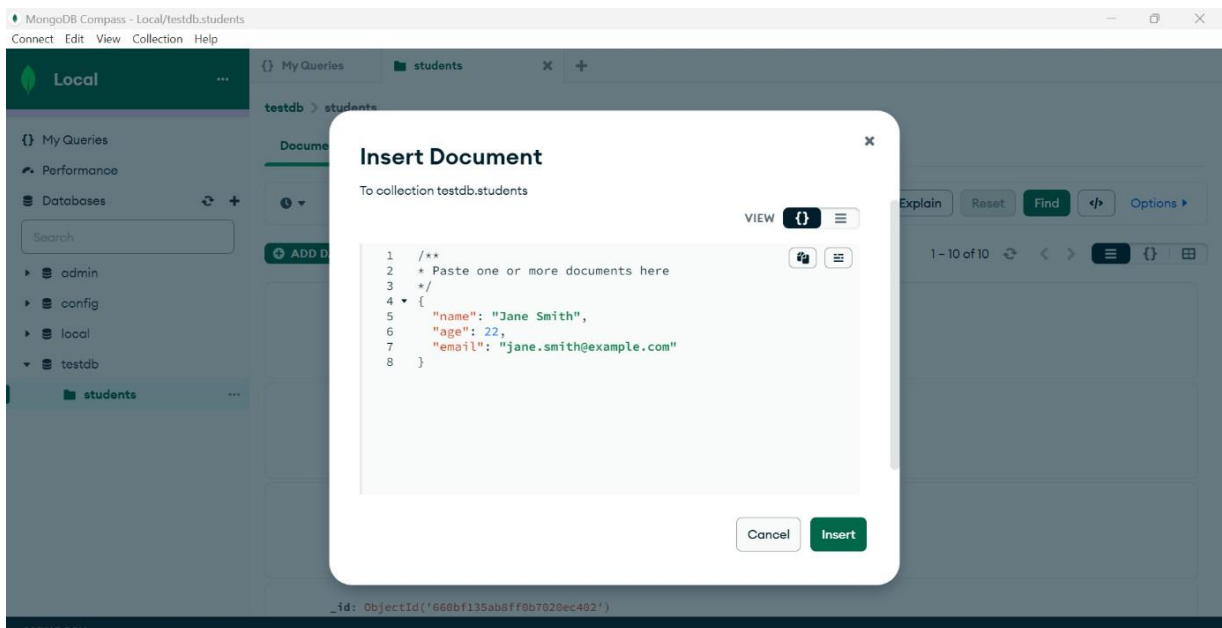 MongoDB Compass - Local/testdb.students
Connect Edit View Collection Help
Local
{} My Queries
students
testdb > students
{} My Queries
Performance
Databases
Search
admin
config
local
testdb
students
Insert Document
To collection testdb.students
VIEW {}
1 /**
2 * Paste one or more documents here
3 */
4 {
5 "name": "Jane Smith",
6 "age": 22,
7 "email": "jane.smith@example.com"
8 }
Cancel Insert
Explain Reset Find </> Options
ADD D
1 – 10 of 10 {}
_id: ObjectId('660bf135ab8ff0b7020ec402')